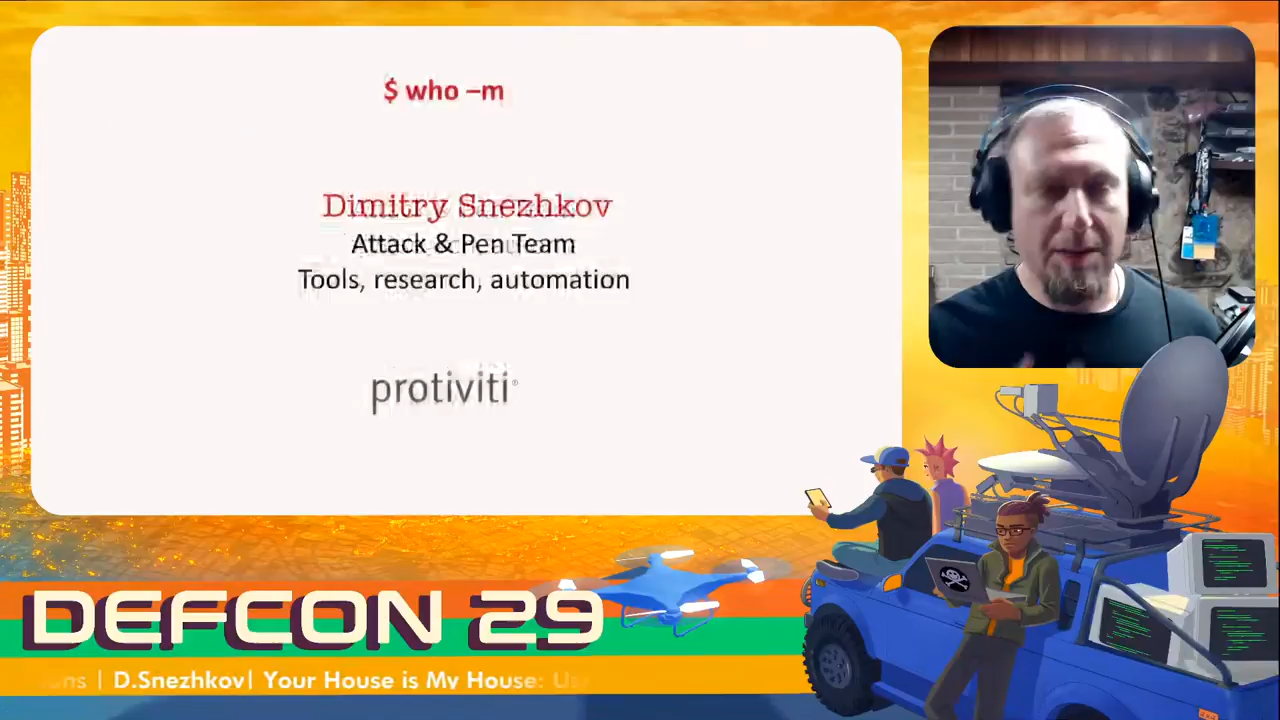 $ who –m
Dimitry Snezhkov
Attack & Pen Team
Tools, research, automation
protiviti
DEFCON 29
| D.Snezhkov| Your House is My House: